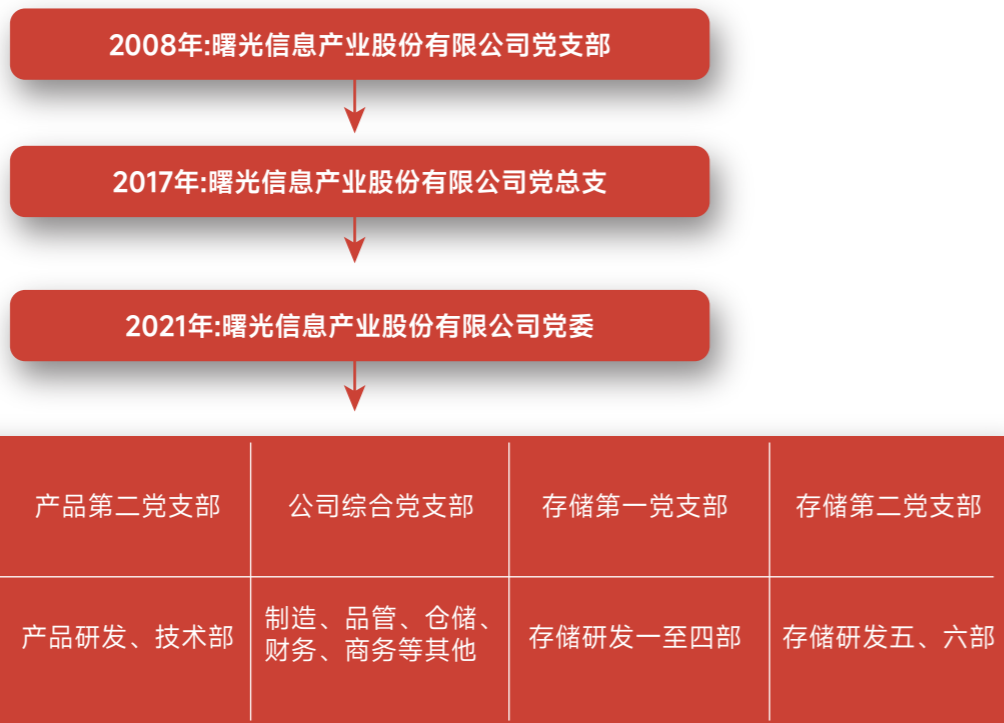 2008年:曙光信息产业股份有限公司党支部
2017年:曙光信息产业股份有限公司党总支
2021年:曙光信息产业股份有限公司党委
产品第二党支部
公司综合党支部
存储第一党支部
存储第二党支部
产品研发、技术部
制造、品管、仓储、
财务、商务等其他
存储研发一至四部
存储研发五、六部